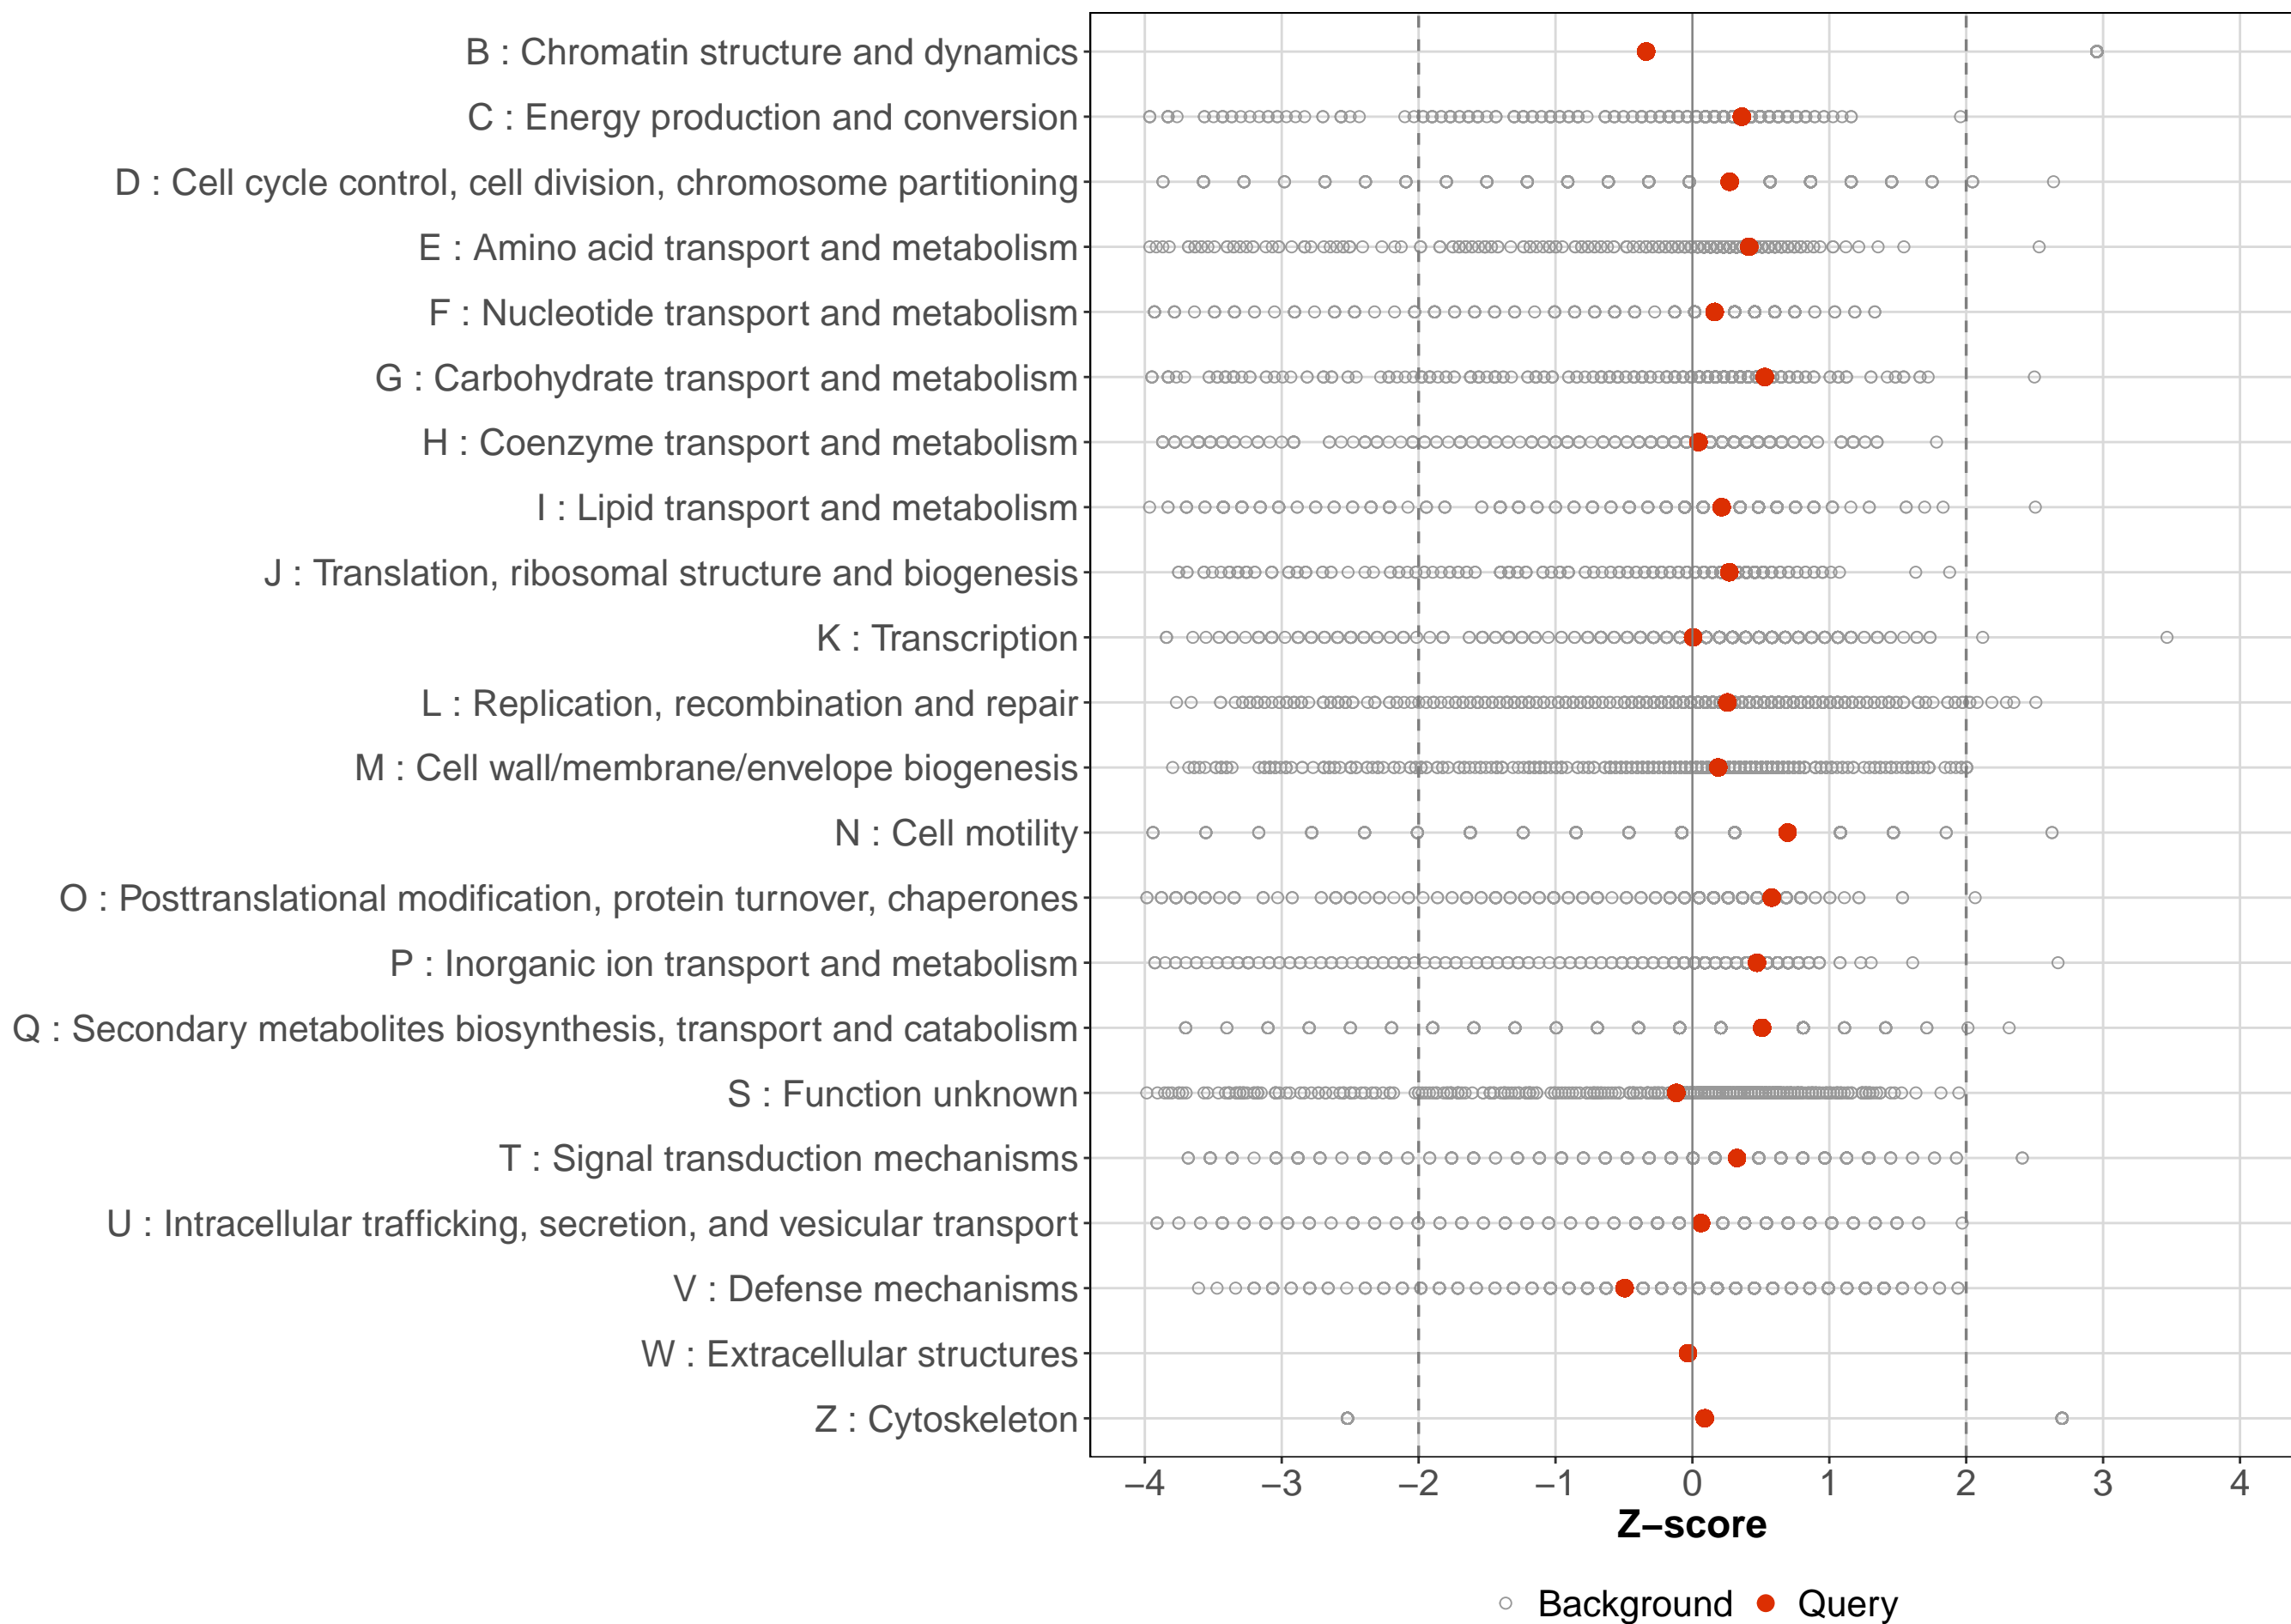 B : Chromatin structure and dynamics
C : Energy production and conversion
D : Cell cycle control, cell division, chromosome partitioning
E : Amino acid transport and metabolism
F : Nucleotide transport and metabolism
G : Carbohydrate transport and metabolism
H : Coenzyme transport and metabolism
I : Lipid transport and metabolism
J : Translation, ribosomal structure and biogenesis
K : Transcription
L : Replication, recombination and repair
M : Cell wall/membrane/envelope biogenesis
N : Cell motility
O : Posttranslational modification, protein turnover, chaperones
P : Inorganic ion transport and metabolism
Q : Secondary metabolites biosynthesis, transport and catabolism
S : Function unknown
T : Signal transduction mechanisms
U : Intracellular trafficking, secretion, and vesicular transport
V : Defense mechanisms
W : Extracellular structures
Z : Cytoskeleton
−4 −3 −2 −1 0 1 2 3 4
Z−score
Background Query